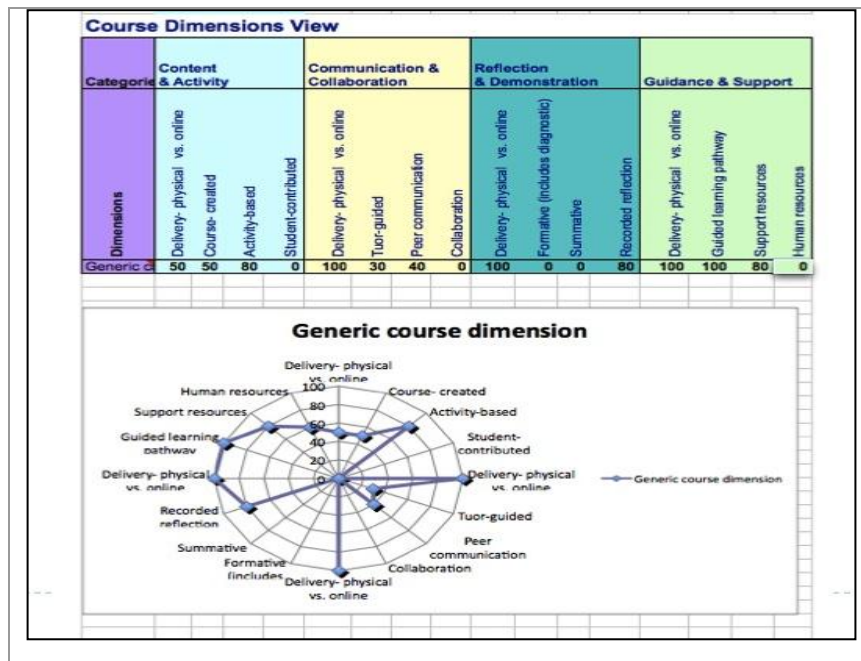 Course Dimensions View
Categorie
Content
& Activity
Communication &
Collaboration
Reflection
& Demonstration
Guidance & Support
Dimensions
Delivery- physical vs. online
Course- created
Activity-based
Student-contributed
Delivery- physical vs. online
Tuor-guided
Peer communication
Collaboration
Delivery- physical vs. online
Formative (includes diagnostic)
Summative
Recorded reflection
Delivery- physical vs. online
Guided learning pathway
Support resources
Human resources
Generic c 50 50 80 0 100 30 40 0 100 0 0 80 100 100 80 0
Generic course dimension
Delivery- physical
vs. online
Course- created
Activity-based
Student-
contributed
Delivery- physical
vs. online
Tuor-guided
Peer
communication
Collaboration
Delivery- physical
vs. online
Formative
(includes
Summative
Recorded
reflection
Delivery- physical
vs. online
Guided learning
pathway
Support resources
Human resources
100
80
60
40
20
0
Generic course dimension